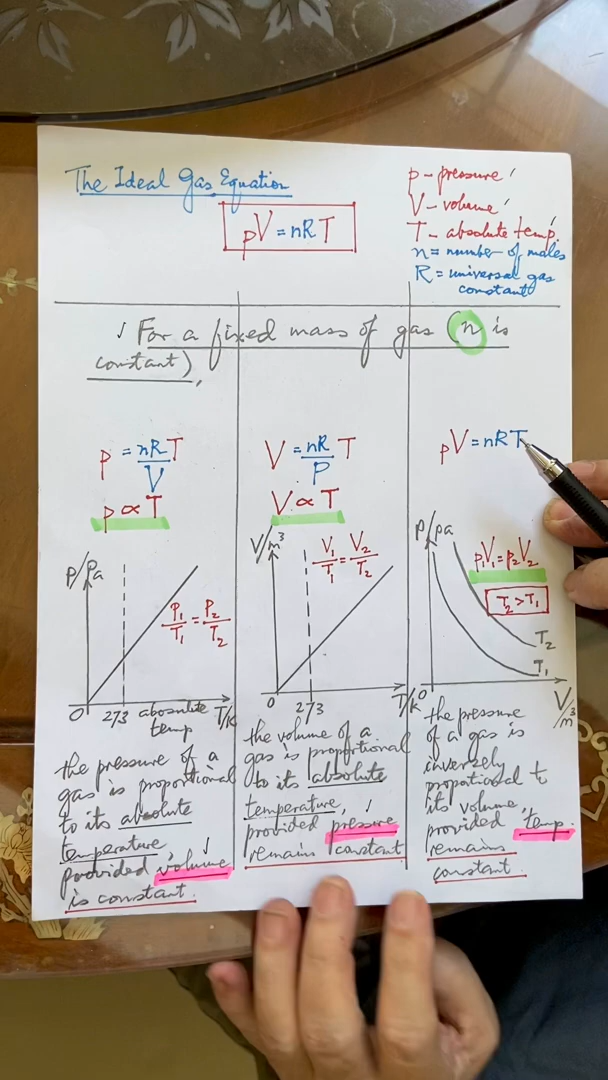 The Ideal Gas Equation
pV = nRT
p - pressure
V - volume
T - absolute temp.
n = number of males
R = universal gas
constant
For a fixed mass of gas (n is
constant),
p = nR/V T
p ∝ T
P/Pa
P₁/T₁ = P₂/T₂
0 273 absolute T/K
temp
the pressure of a
gas is proportional
to its absolute
temperature,
provided volume
is constant.
V = nR/P T
V ∝ T
V/m³
V₁/T₁ = V₂/T₂
0 273 T/K
the volume of a
gas is proportional
to its absolute
temperature,
provided pressure
remains constant
pV = nRT
P/Pa
p₁V₁ = p₂V₂
T₂ > T₁
T₂
T₁
0 V/m³
the pressure
of a gas is
inversely
propotional to
its volume,
provided temp.
remains
constant.